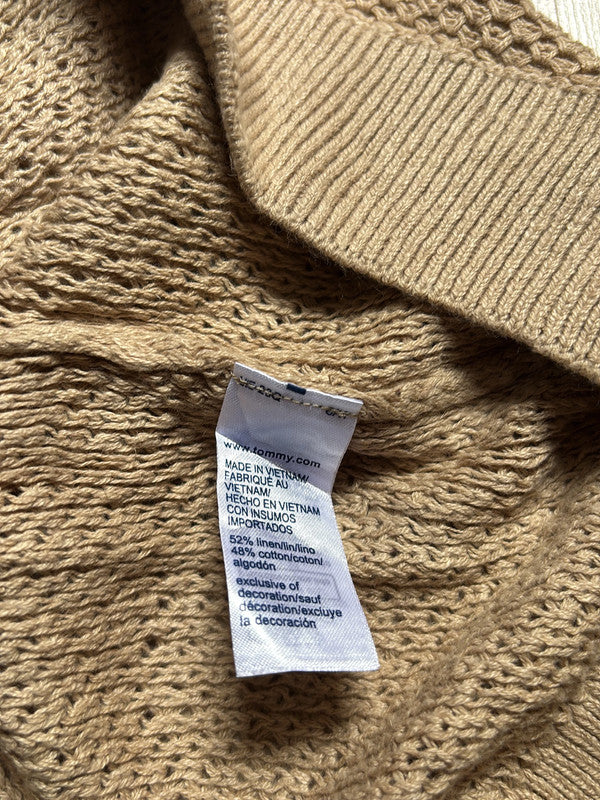 www.tommy.com
MADE IN VIETNAM/
FABRIQUÉ AU
VIETNAM/
HECHO EN VIETNAM
CON INSUMOS
IMPORTADOS
52% linen/lin/lino
48% cotton/coton/
algodón
exclusive of
decoration/sauf
décoration/excluye
la decoración